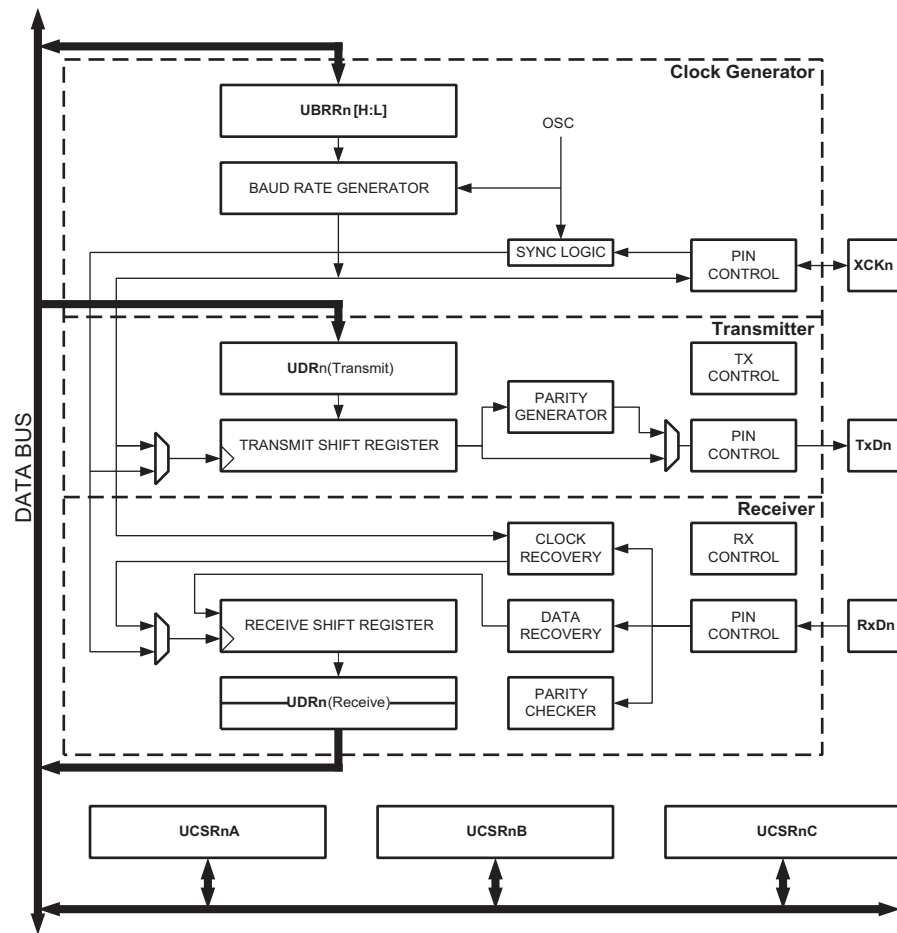 Clock Generator
UBRRn [H:L]
OSC
BAUD RATE GENERATOR
SYNC LOGIC
PIN
CONTROL
XCKn
Transmitter
UDRn(Transmit)
TX
CONTROL
PARITY
GENERATOR
TRANSMIT SHIFT REGISTER
PIN
CONTROL
TxDn
DATA BUS
Receiver
CLOCK
RECOVERY
RX
CONTROL
RECEIVE SHIFT REGISTER
DATA
RECOVERY
PIN
CONTROL
RxDn
UDRn(Receive)
PARITY
CHECKER
UCSRnA
UCSRnB
UCSRnC